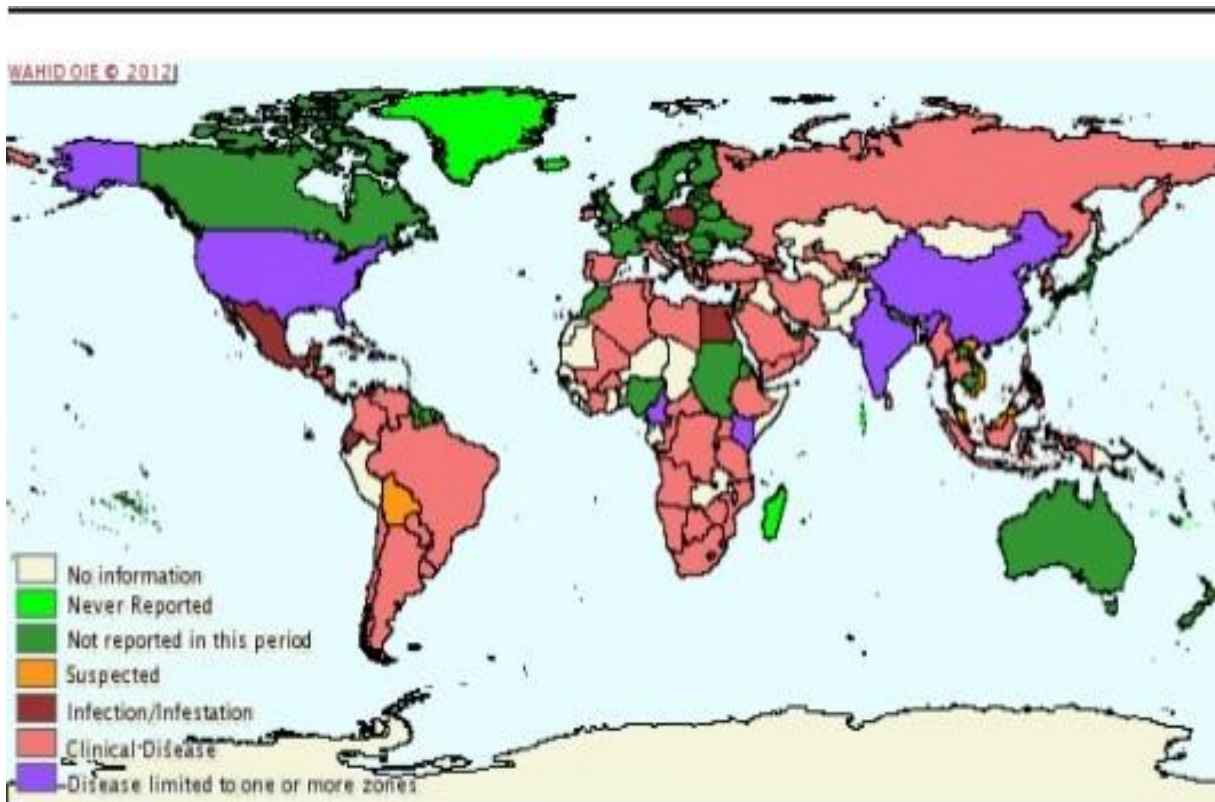 WAHID OIE © 2012
No information
Never Reported
Not reported in this period
Suspected
Infection/Infestation
Clinical Disease
Disease limited to one or more zones